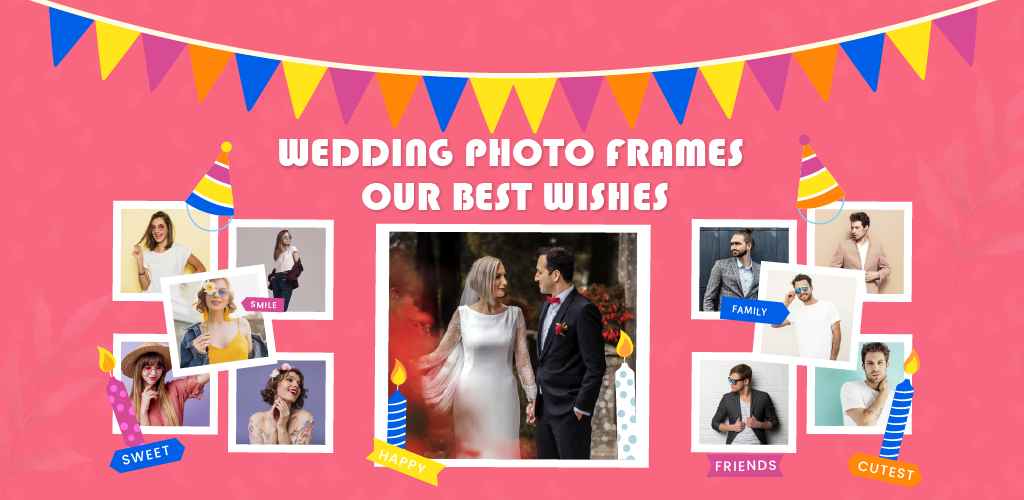 WEDDING PHOTO FRAMES
OUR BEST WISHES
SMILE
FAMILY
SWEET
HAPPY
FRIENDS
CUTEST